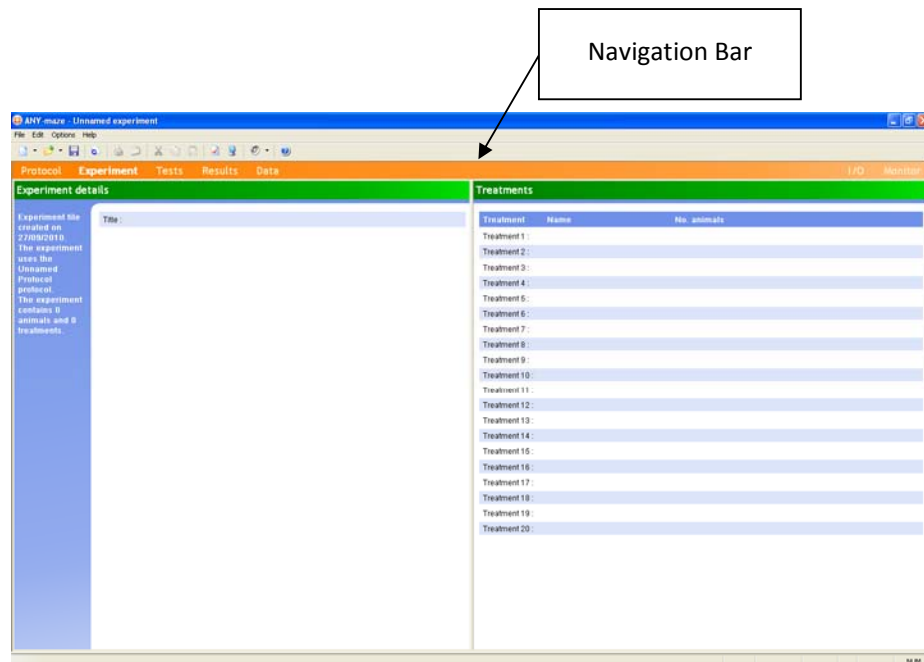 Navigation Bar
ANY-maze - Unnamed experiment
File Edit Options Help
Protocol Experiment Tests Results Data I/O Monitor
Experiment details
Experiment file
created on
27/09/2010.
The experiment
uses the
Unnamed
Protocol
protocol.
The experiment
contains 0
animals and 0
treatments.
Title :
Treatments
Treatment Name No. animals
Treatment 1 :
Treatment 2 :
Treatment 3 :
Treatment 4 :
Treatment 5 :
Treatment 6 :
Treatment 7 :
Treatment 8 :
Treatment 9 :
Treatment 10 :
Treatment 11 :
Treatment 12 :
Treatment 13 :
Treatment 14 :
Treatment 15 :
Treatment 16 :
Treatment 17 :
Treatment 18 :
Treatment 19 :
Treatment 20 :